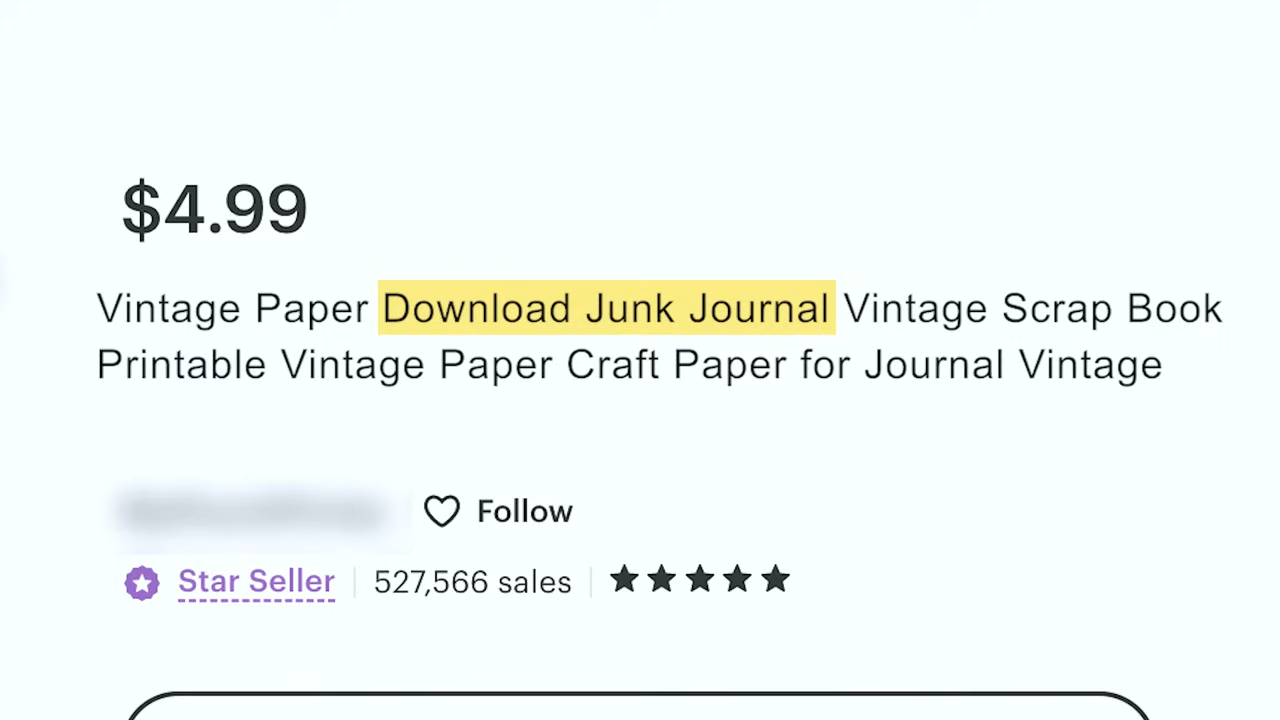 $4.99
Vintage Paper Download Junk Journal Vintage Scrap Book
Printable Vintage Paper Craft Paper for Journal Vintage
Follow
Star Seller 527,566 sales